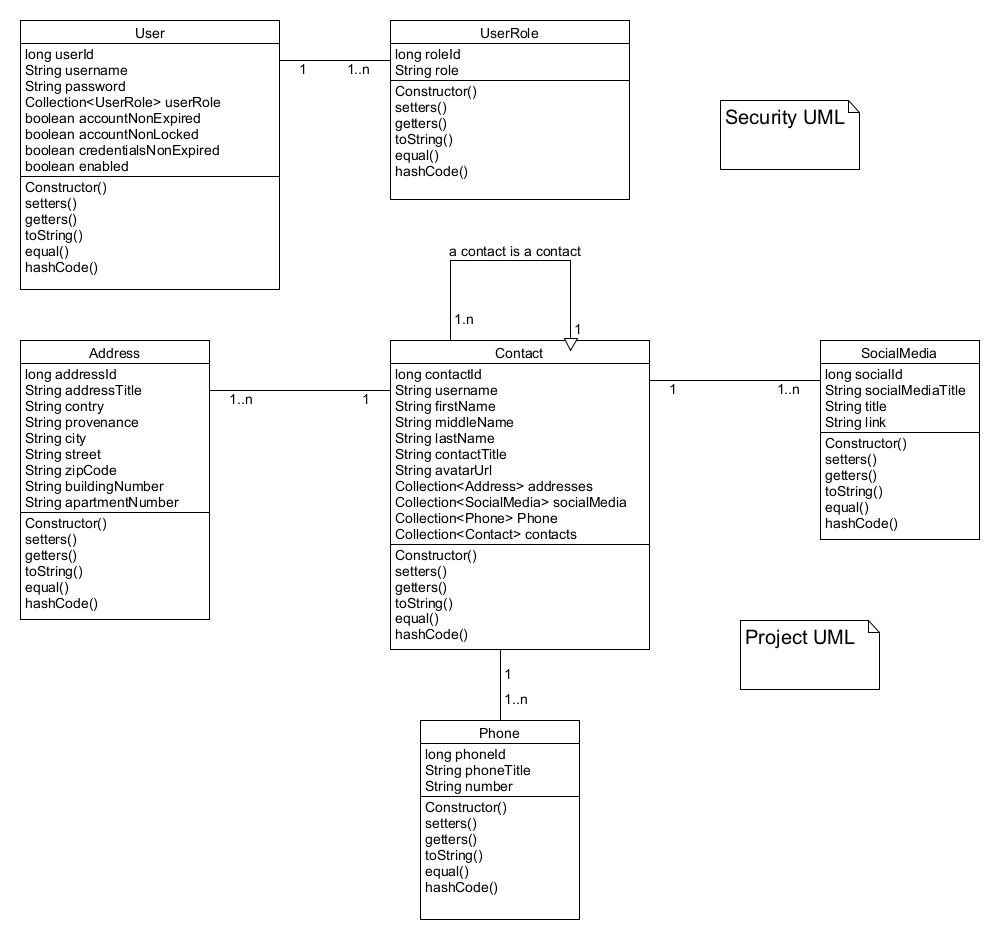 User
long userId
String username
String password
Collection<UserRole> userRole
boolean accountNonExpired
boolean accountNonLocked
boolean credentialsNonExpired
boolean enabled
Constructor()
setters()
getters()
toString()
equal()
hashCode()
1
1..n
UserRole
long roleId
String role
Constructor()
setters()
getters()
toString()
equal()
hashCode()
Security UML
a contact is a contact
1..n
1
Address
long addressId
String addressTitle
String contry
String provenance
String city
String street
String zipCode
String buildingNumber
String apartmentNumber
Constructor()
setters()
getters()
toString()
equal()
hashCode()
1..n
1
Contact
long contactId
String username
String firstName
String middleName
String lastName
String contactTitle
String avatarUrl
Collection<Address> addresses
Collection<SocialMedia> socialMedia
Collection<Phone> Phone
Collection<Contact> contacts
Constructor()
setters()
getters()
toString()
equal()
hashCode()
1
1..n
SocialMedia
long socialId
String socialMediaTitle
String title
String link
Constructor()
setters()
getters()
toString()
equal()
hashCode()
Project UML
1
1..n
Phone
long phoneId
String phoneTitle
String number
Constructor()
setters()
getters()
toString()
equal()
hashCode()